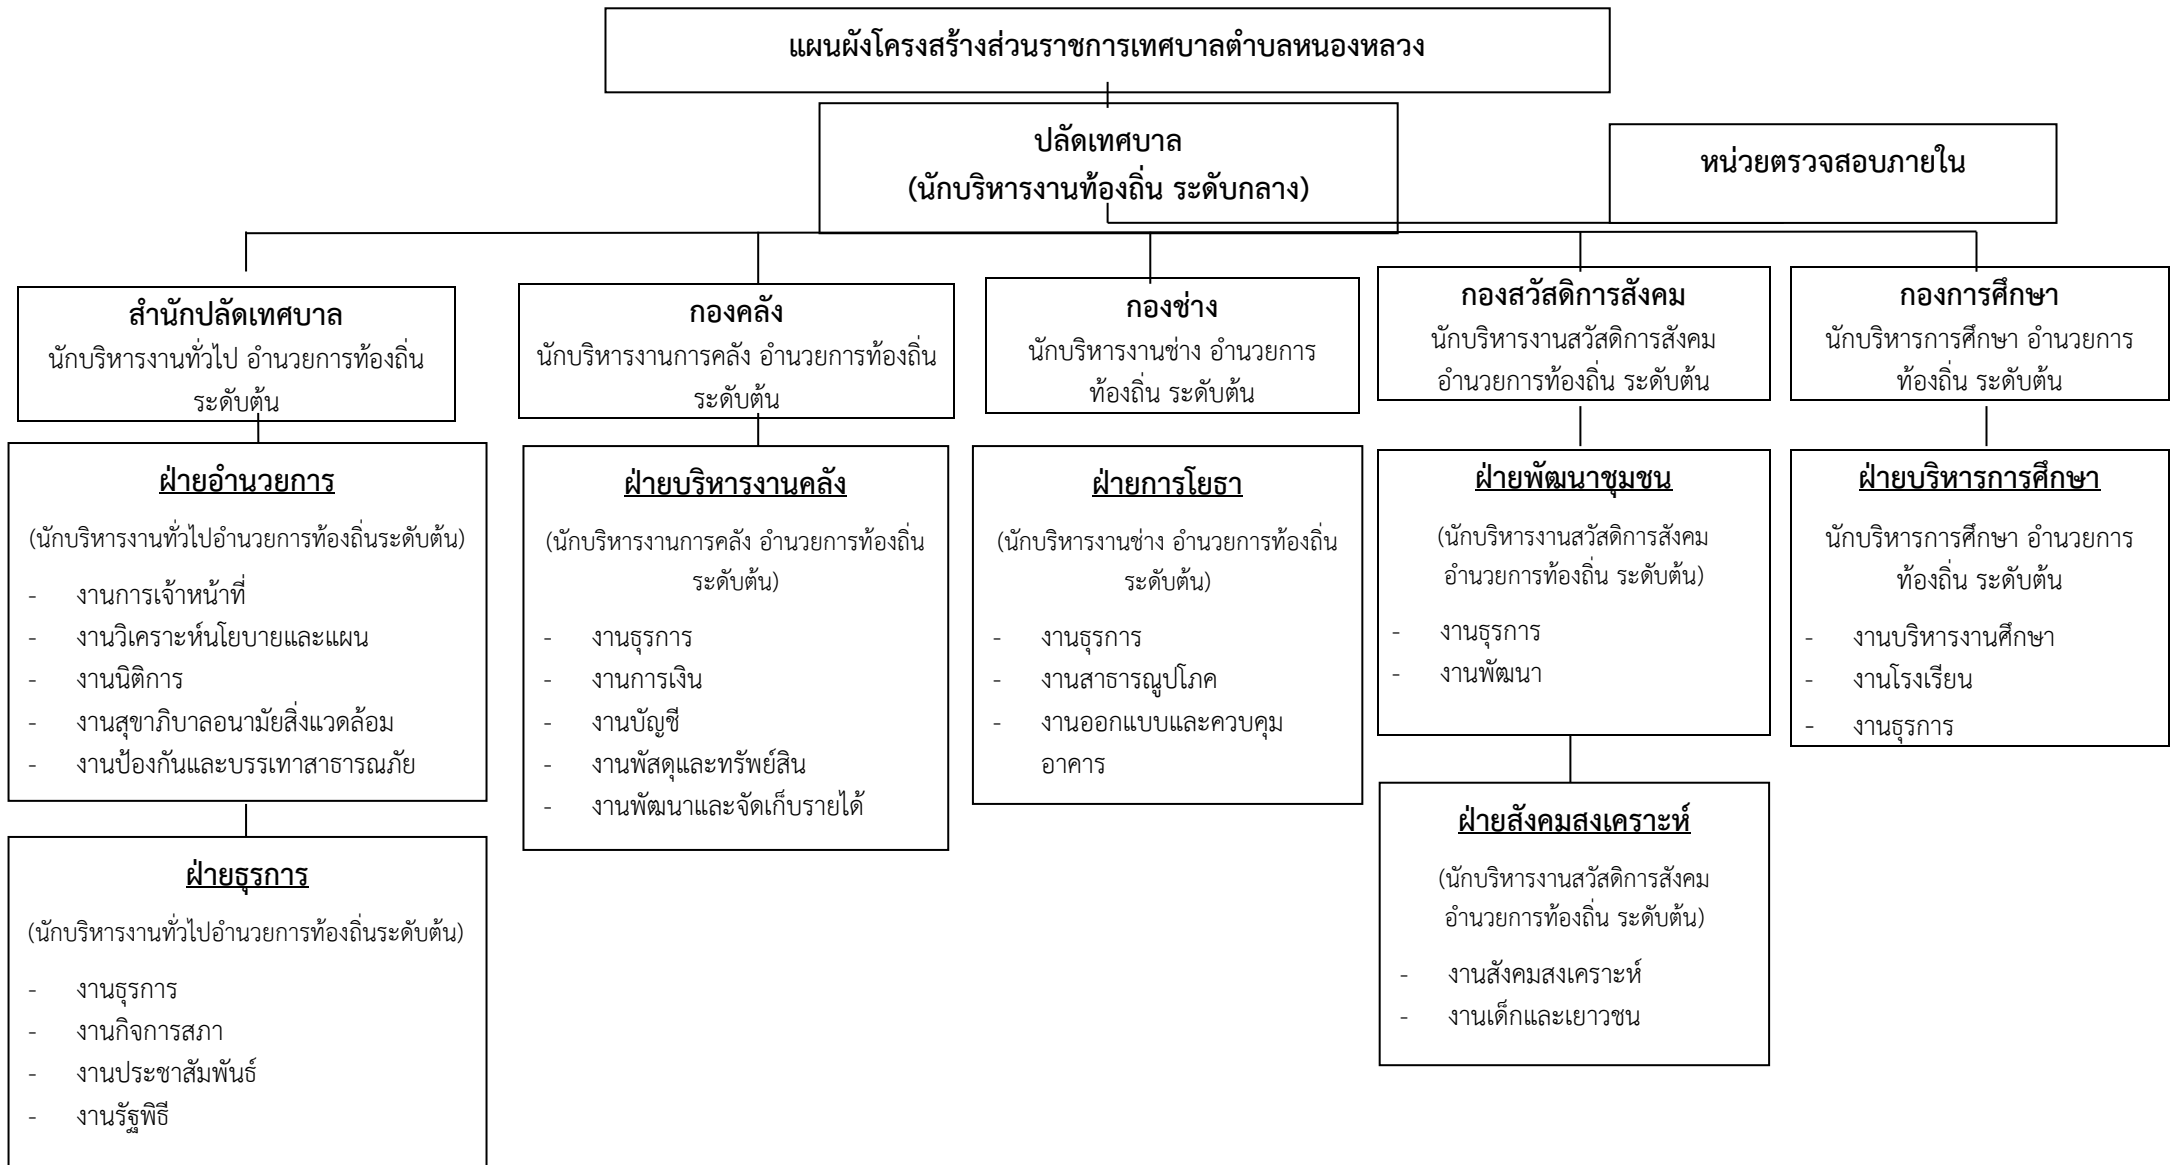 แผนผังโครงสร้างส่วนราชการเทศบาลตำบลหนองหลวง
ปลัดเทศบาล
(นักบริหารงานท้องถิ่น ระดับกลาง)
หน่วยตรวจสอบภายใน
สำนักปลัดเทศบาล
นักบริหารงานทั่วไป อำนวยการท้องถิ่น
ระดับต้น
กองคลัง
นักบริหารงานการคลัง อำนวยการท้องถิ่น
ระดับต้น
กองช่าง
นักบริหารงานช่าง อำนวยการ
ท้องถิ่น ระดับต้น
กองสวัสดิการสังคม
นักบริหารงานสวัสดิการสังคม
อำนวยการท้องถิ่น ระดับต้น
กองการศึกษา
นักบริหารการศึกษา อำนวยการ
ท้องถิ่น ระดับต้น
ฝ่ายอำนวยการ
(นักบริหารงานทั่วไปอำนวยการท้องถิ่นระดับต้น)
- งานการเจ้าหน้าที่
- งานวิเคราะห์นโยบายและแผน
- งานนิติการ
- งานสุขาภิบาลอนามัยสิ่งแวดล้อม
- งานป้องกันและบรรเทาสาธารณภัย
ฝ่ายบริหารงานคลัง
(นักบริหารงานการคลัง อำนวยการท้องถิ่น
ระดับต้น)
- งานธุรการ
- งานการเงิน
- งานบัญชี
- งานพัสดุและทรัพย์สิน
- งานพัฒนาและจัดเก็บรายได้
ฝ่ายการโยธา
(นักบริหารงานช่าง อำนวยการท้องถิ่น
ระดับต้น)
- งานธุรการ
- งานสาธารณูปโภค
- งานออกแบบและควบคุม
อาคาร
ฝ่ายพัฒนาชุมชน
(นักบริหารงานสวัสดิการสังคม
อำนวยการท้องถิ่น ระดับต้น)
- งานธุรการ
- งานพัฒนา
ฝ่ายบริหารการศึกษา
นักบริหารการศึกษา อำนวยการ
ท้องถิ่น ระดับต้น
- งานบริหารงานศึกษา
- งานโรงเรียน
- งานธุรการ
ฝ่ายธุรการ
(นักบริหารงานทั่วไปอำนวยการท้องถิ่นระดับต้น)
- งานธุรการ
- งานกิจการสภา
- งานประชาสัมพันธ์
- งานรัฐพิธี
ฝ่ายสังคมสงเคราะห์
(นักบริหารงานสวัสดิการสังคม
อำนวยการท้องถิ่น ระดับต้น)
- งานสังคมสงเคราะห์
- งานเด็กและเยาวชน